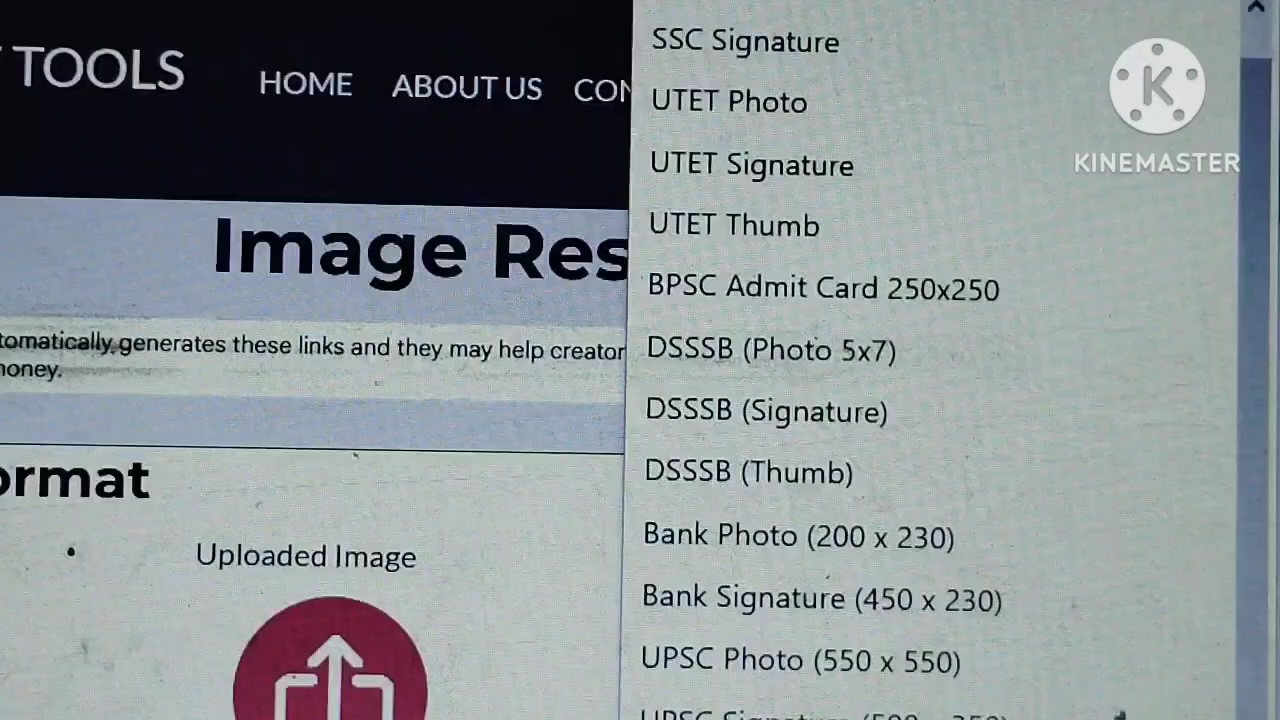 TOOLS
HOME
ABOUT US
CON
Image Res
tomatically generates these links and they may help creator
noney.
ormat
Uploaded Image
SSC Signature
UTET Photo
UTET Signature
UTET Thumb
BPSC Admit Card 250x250
DSSSB (Photo 5x7)
DSSSB (Signature)
DSSSB (Thumb)
Bank Photo (200 x 230)
Bank Signature (450 x 230)
UPSC Photo (550 x 550)
K
KINEMASTER